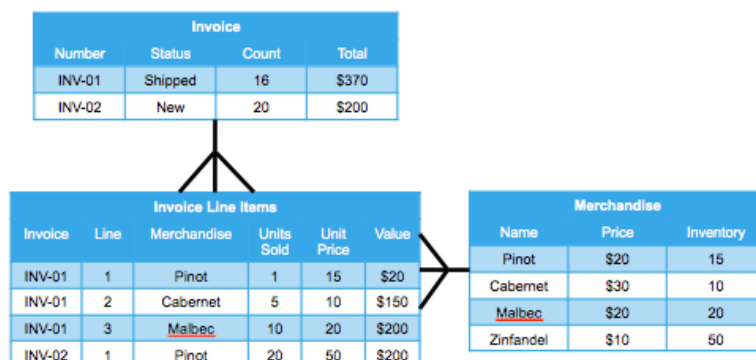 Invoice
Number Status Count Total
INV-01 Shipped 16 $370
INV-02 New 20 $200
Invoice Line Items
Invoice Line Merchandise Units Sold Unit Price Value
INV-01 1 Pinot 1 15 $20
INV-01 2 Cabernet 5 10 $150
INV-01 3 Malbec 10 20 $200
INV-02 1 Pinot 20 50 $200
Merchandise
Name Price Inventory
Pinot $20 15
Cabernet $30 10
Malbec $20 20
Zinfandel $10 50